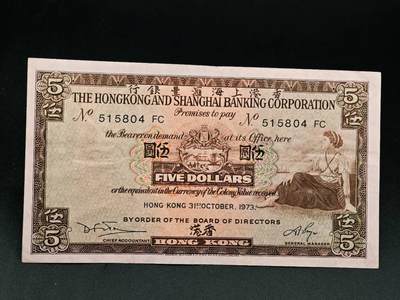 行銀豐滙海上港香
THE HONGKONG AND SHANGHAI BANKING CORPORATION
Promises to pay
No 515804 FC No 515804 FC
the Bearer on demand at its Office here
圓伍 圓伍
FIVE DOLLARS
or the equivalent in the Currency of the Colony Value received
HONG KONG 31ST OCTOBER, 1973.
BY ORDER OF THE BOARD OF DIRECTORS
港香
CHIEF ACCOUNTANT GENERAL MANAGER
HONG KONG
5 5
伍 伍
5 5